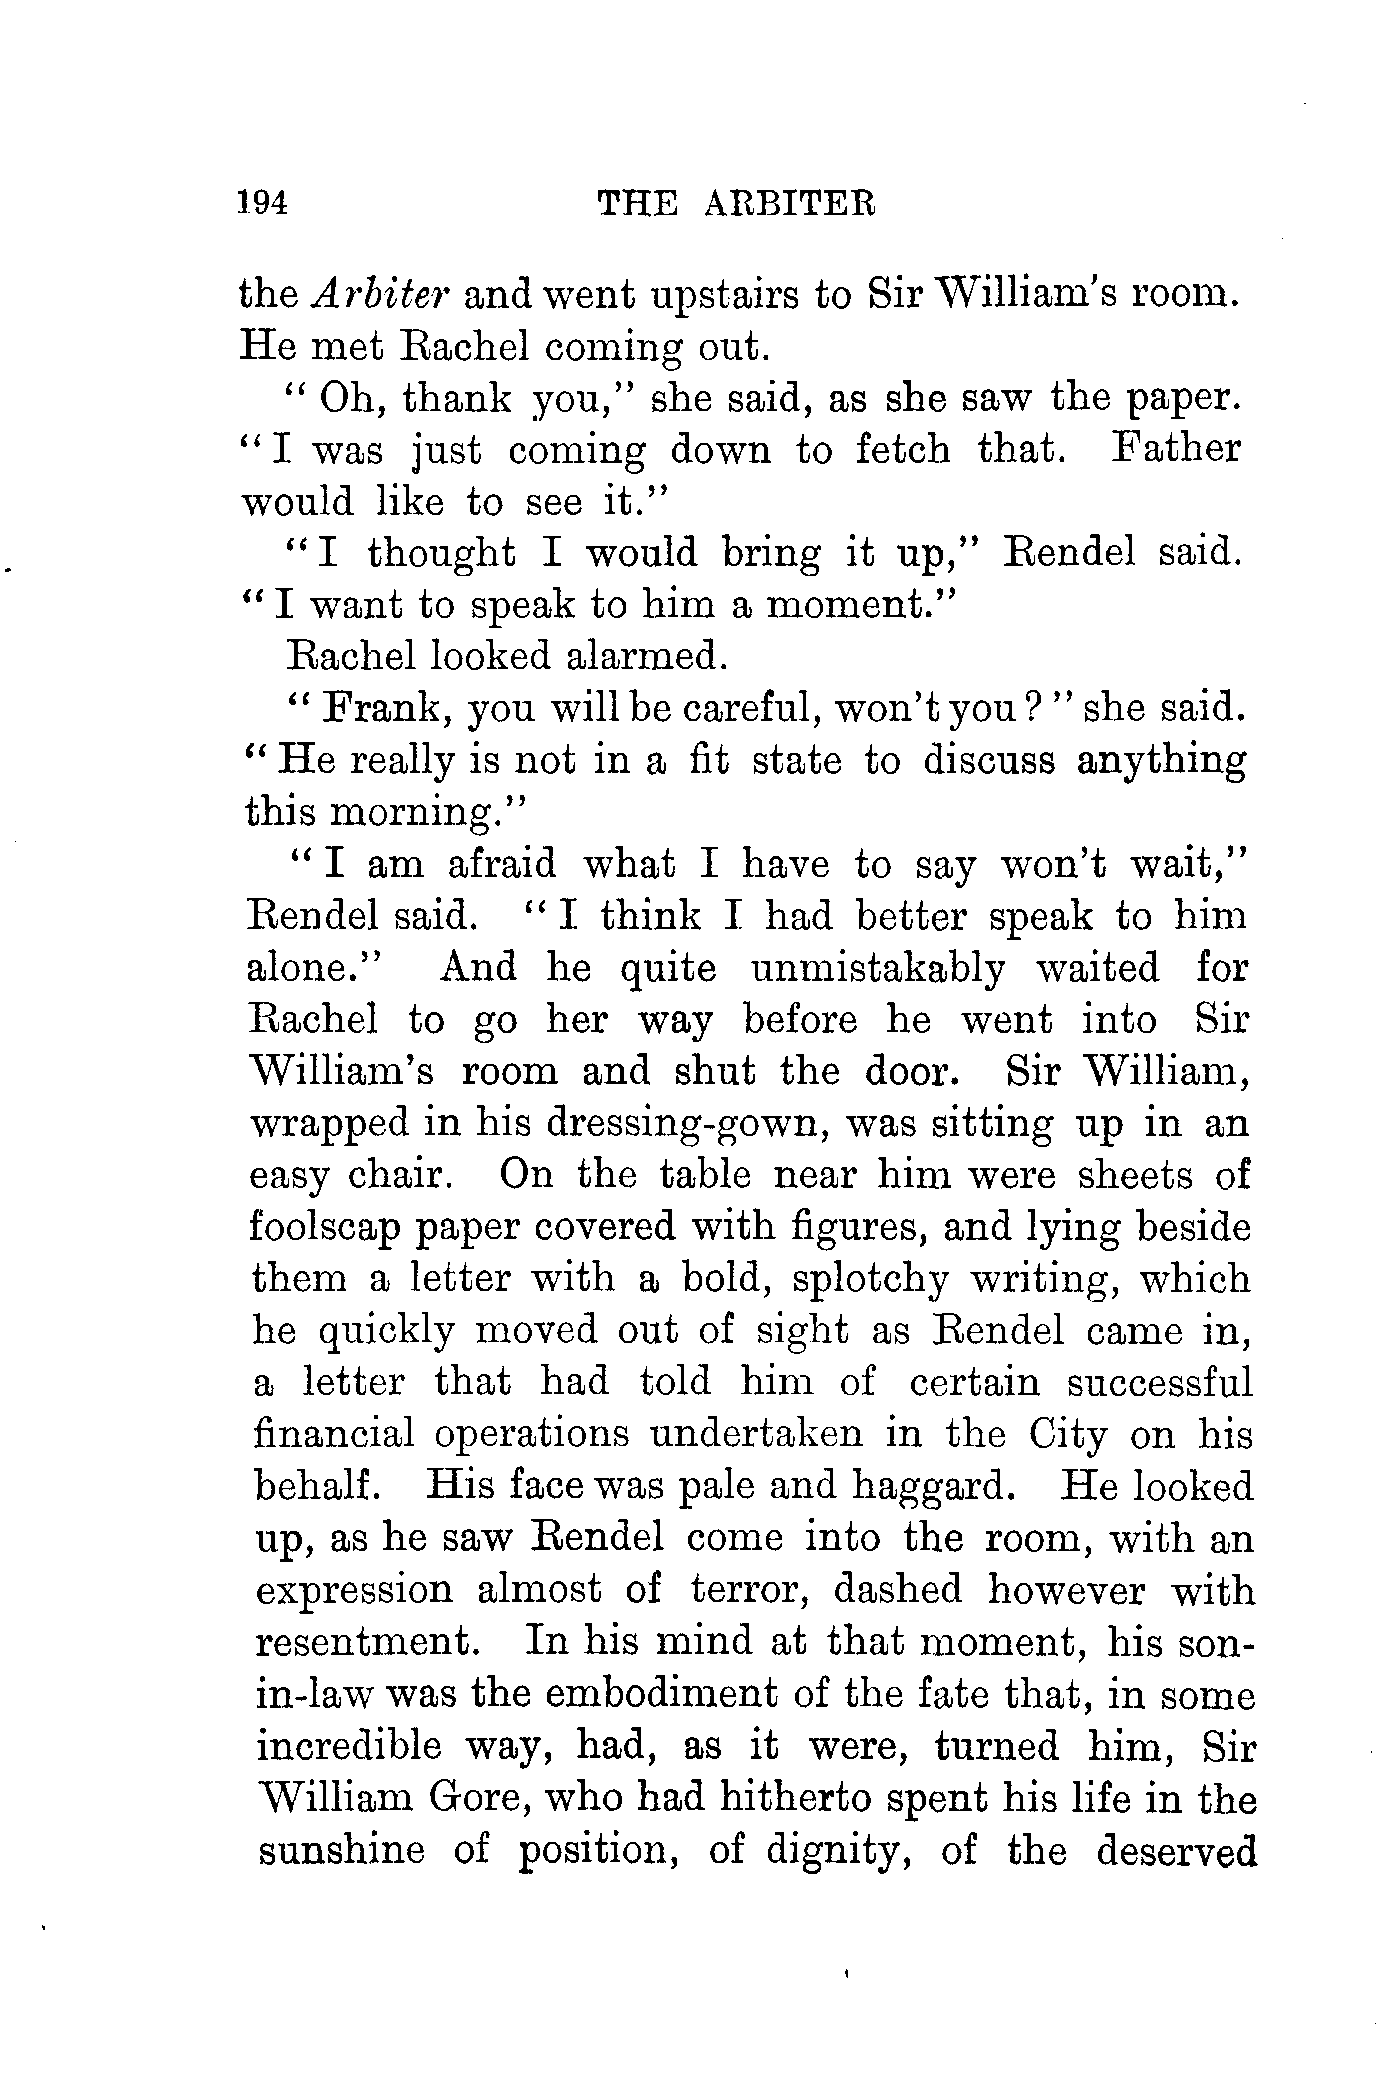 194 THE ARBITER
the Arbiter and went upstairs to Sir William's room.
He met Rachel coming out.
“ Oh, thank you,” she said, as she saw the paper.
“ I was just coming down to fetch that. Father
would like to see it.”
“ I thought I would bring it up,” Rendel said.
“ I want to speak to him a moment.”
Rachel looked alarmed.
“ Frank, you will be careful, won't you ? ” she said.
“ He really is not in a fit state to discuss anything
this morning.”
“ I am afraid what I have to say won't wait,”
Rendel said. “ I think I had better speak to him
alone.” And he quite unmistakably waited for
Rachel to go her way before he went into Sir
William's room and shut the door. Sir William,
wrapped in his dressing-gown, was sitting up in an
easy chair. On the table near him were sheets of
foolscap paper covered with figures, and lying beside
them a letter with a bold, splotchy writing, which
he quickly moved out of sight as Rendel came in,
a letter that had told him of certain successful
financial operations undertaken in the City on his
behalf. His face was pale and haggard. He looked
up, as he saw Rendel come into the room, with an
expression almost of terror, dashed however with
resentment. In his mind at that moment, his son-
in-law was the embodiment of the fate that, in some
incredible way, had, as it were, turned him, Sir
William Gore, who had hitherto spent his life in the
sunshine of position, of dignity, of the deserved